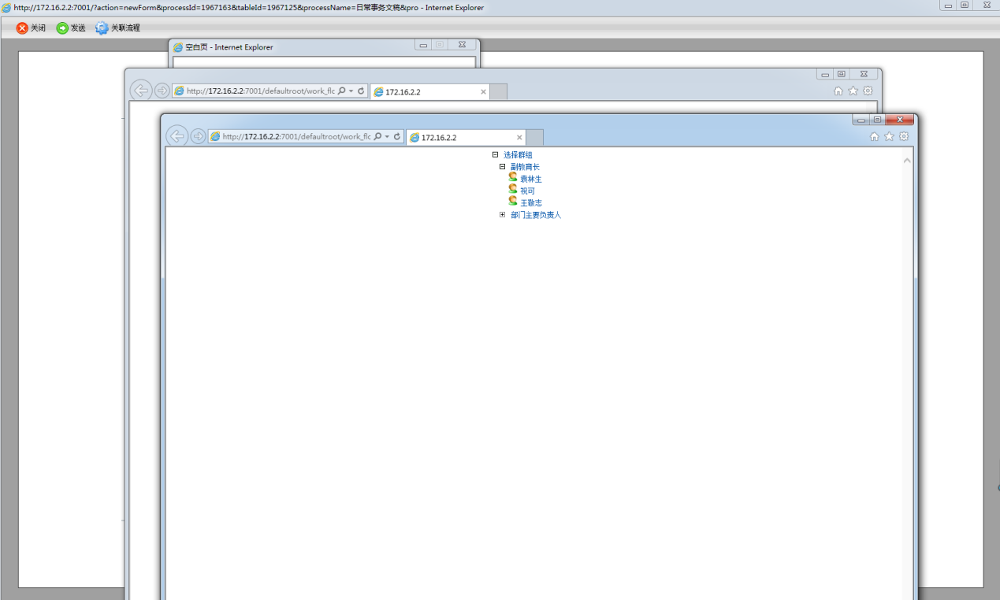 http://172.16.2.2:7001/?action=newForm&processId=1967163&tableId=1967125&processName=日常事务文稿&pro - Internet Explorer
关闭 发送 关联流程
空白页 - Internet Explorer
http://172.16.2.2:7001/defaultroot/work_flc 172.16.2.2
http://172.16.2.2:7001/defaultroot/work_flc 172.16.2.2
选择群组
副教育长
袁林生
祝可
王敬志
部门主要负责人